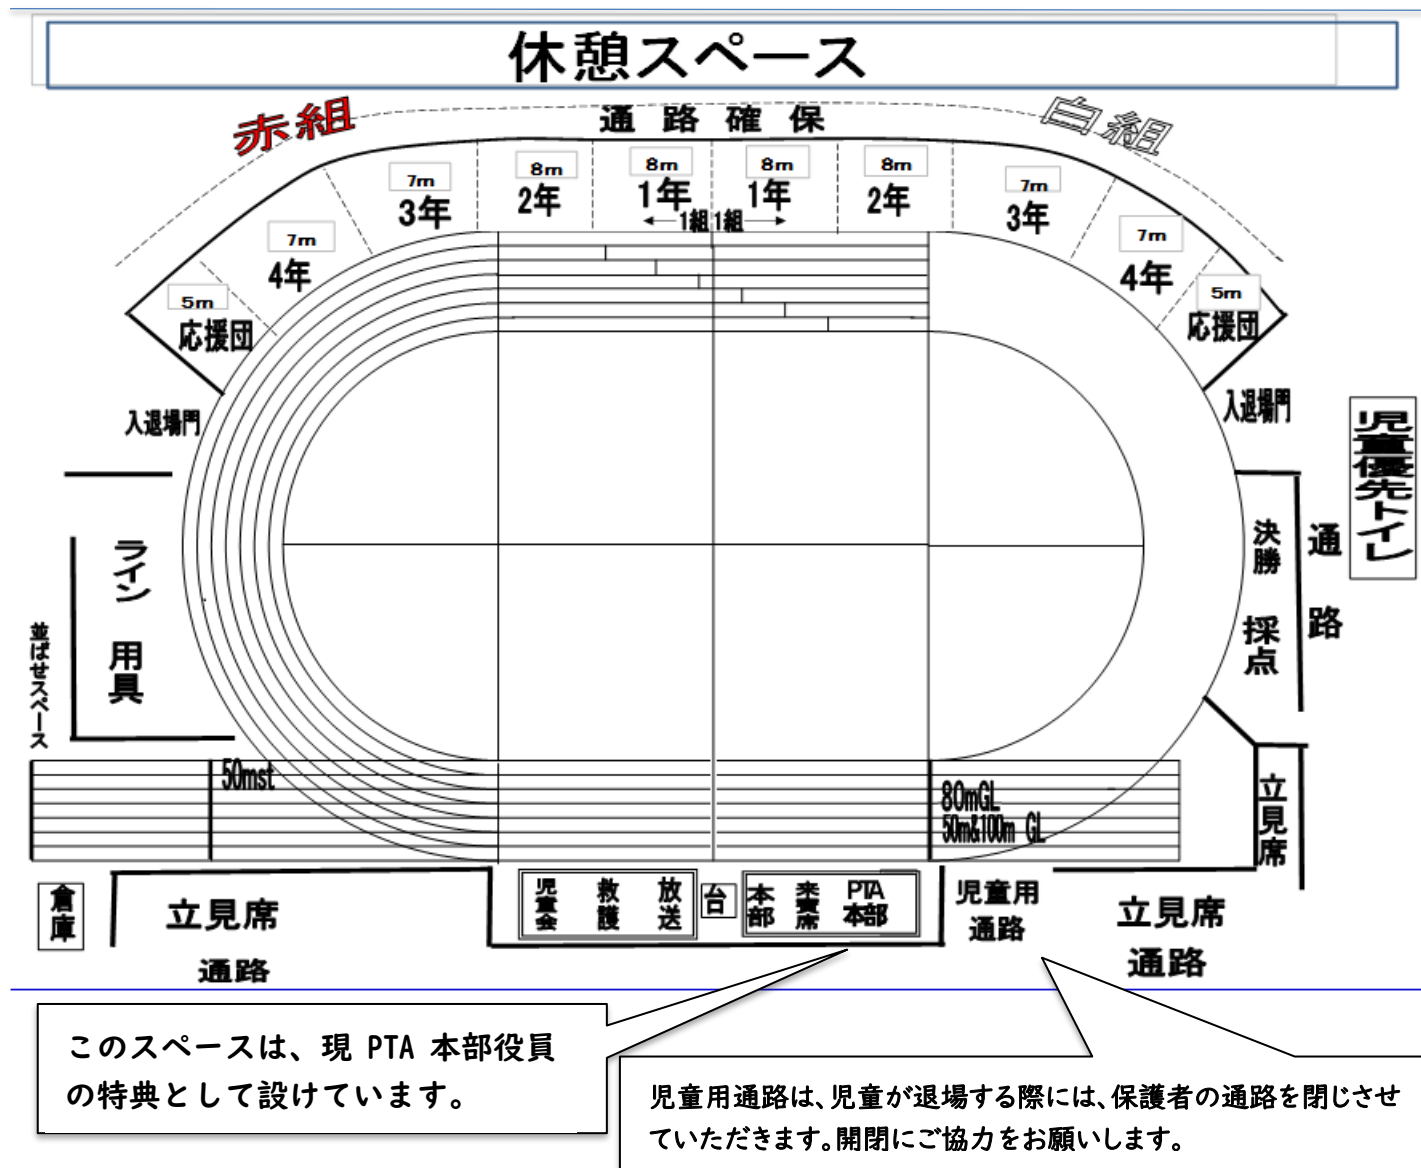 休憩スペース
赤組
通路確保
白組
5m
応援団
7m
4年
7m
3年
8m
2年
8m
1年
8m
1年
1組
1組
8m
2年
7m
3年
7m
4年
5m
応援団
入退場門
入退場門
児童優先トイレ
通路
決勝
採点
ライン
用具
並ばせスペース
50mst
80mGL
50m&100m GL
立見席
倉庫
立見席
通路
児童会
救護
放送
台
本部
来賓席
PTA
本部
児童用
通路
立見席
通路
このスペースは、現 PTA 本部役員
の特典として設けています。
児童用通路は、児童が退場する際には、保護者の通路を閉じさせ
ていただきます。開閉にご協力をお願いします。